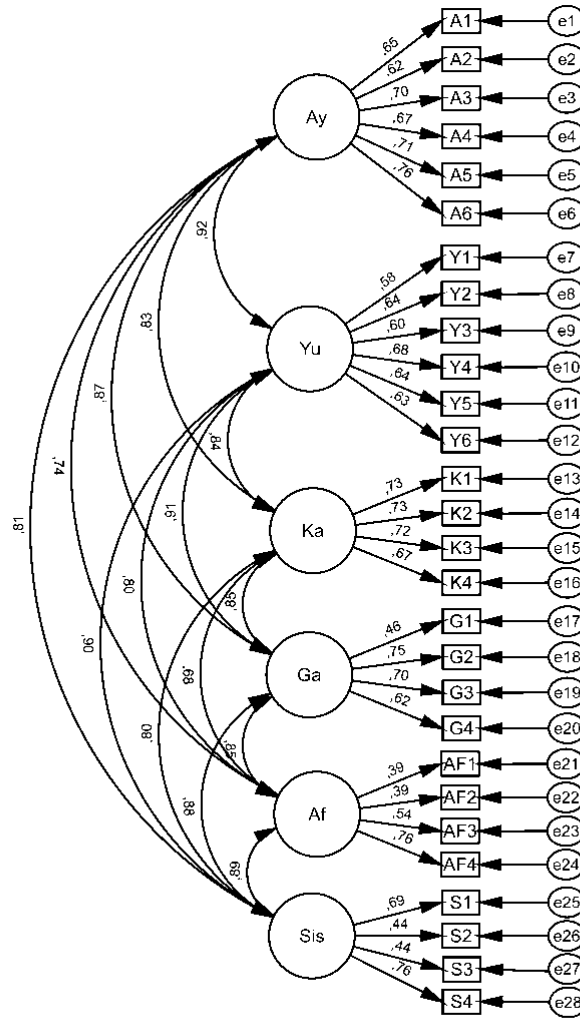 A1 e1
,65
A2 e2
,62
A3 e3
,70
Ay
A4 e4
,67
A5 e5
,71
A6 e6
,76
,92
Y1 e7
,58
Y2 e8
,64
Y3 e9
,60
Yu
Y4 e10
,68
Y5 e11
,64
Y6 e12
,63
,83
,87
,84
,74
K1 e13
,73
K2 e14
,73
Ka
K3 e15
,72
K4 e16
,67
,81
,91
,80
,85
G1 e17
,46
G2 e18
,75
Ga
G3 e19
,70
G4 e20
,62
,90
,68
,80
,85
AF1 e21
,39
AF2 e22
,39
Af
AF3 e23
,54
AF4 e24
,76
,88
,89
S1 e25
,69
S2 e26
,44
Sis
S3 e27
,44
S4 e28
,76